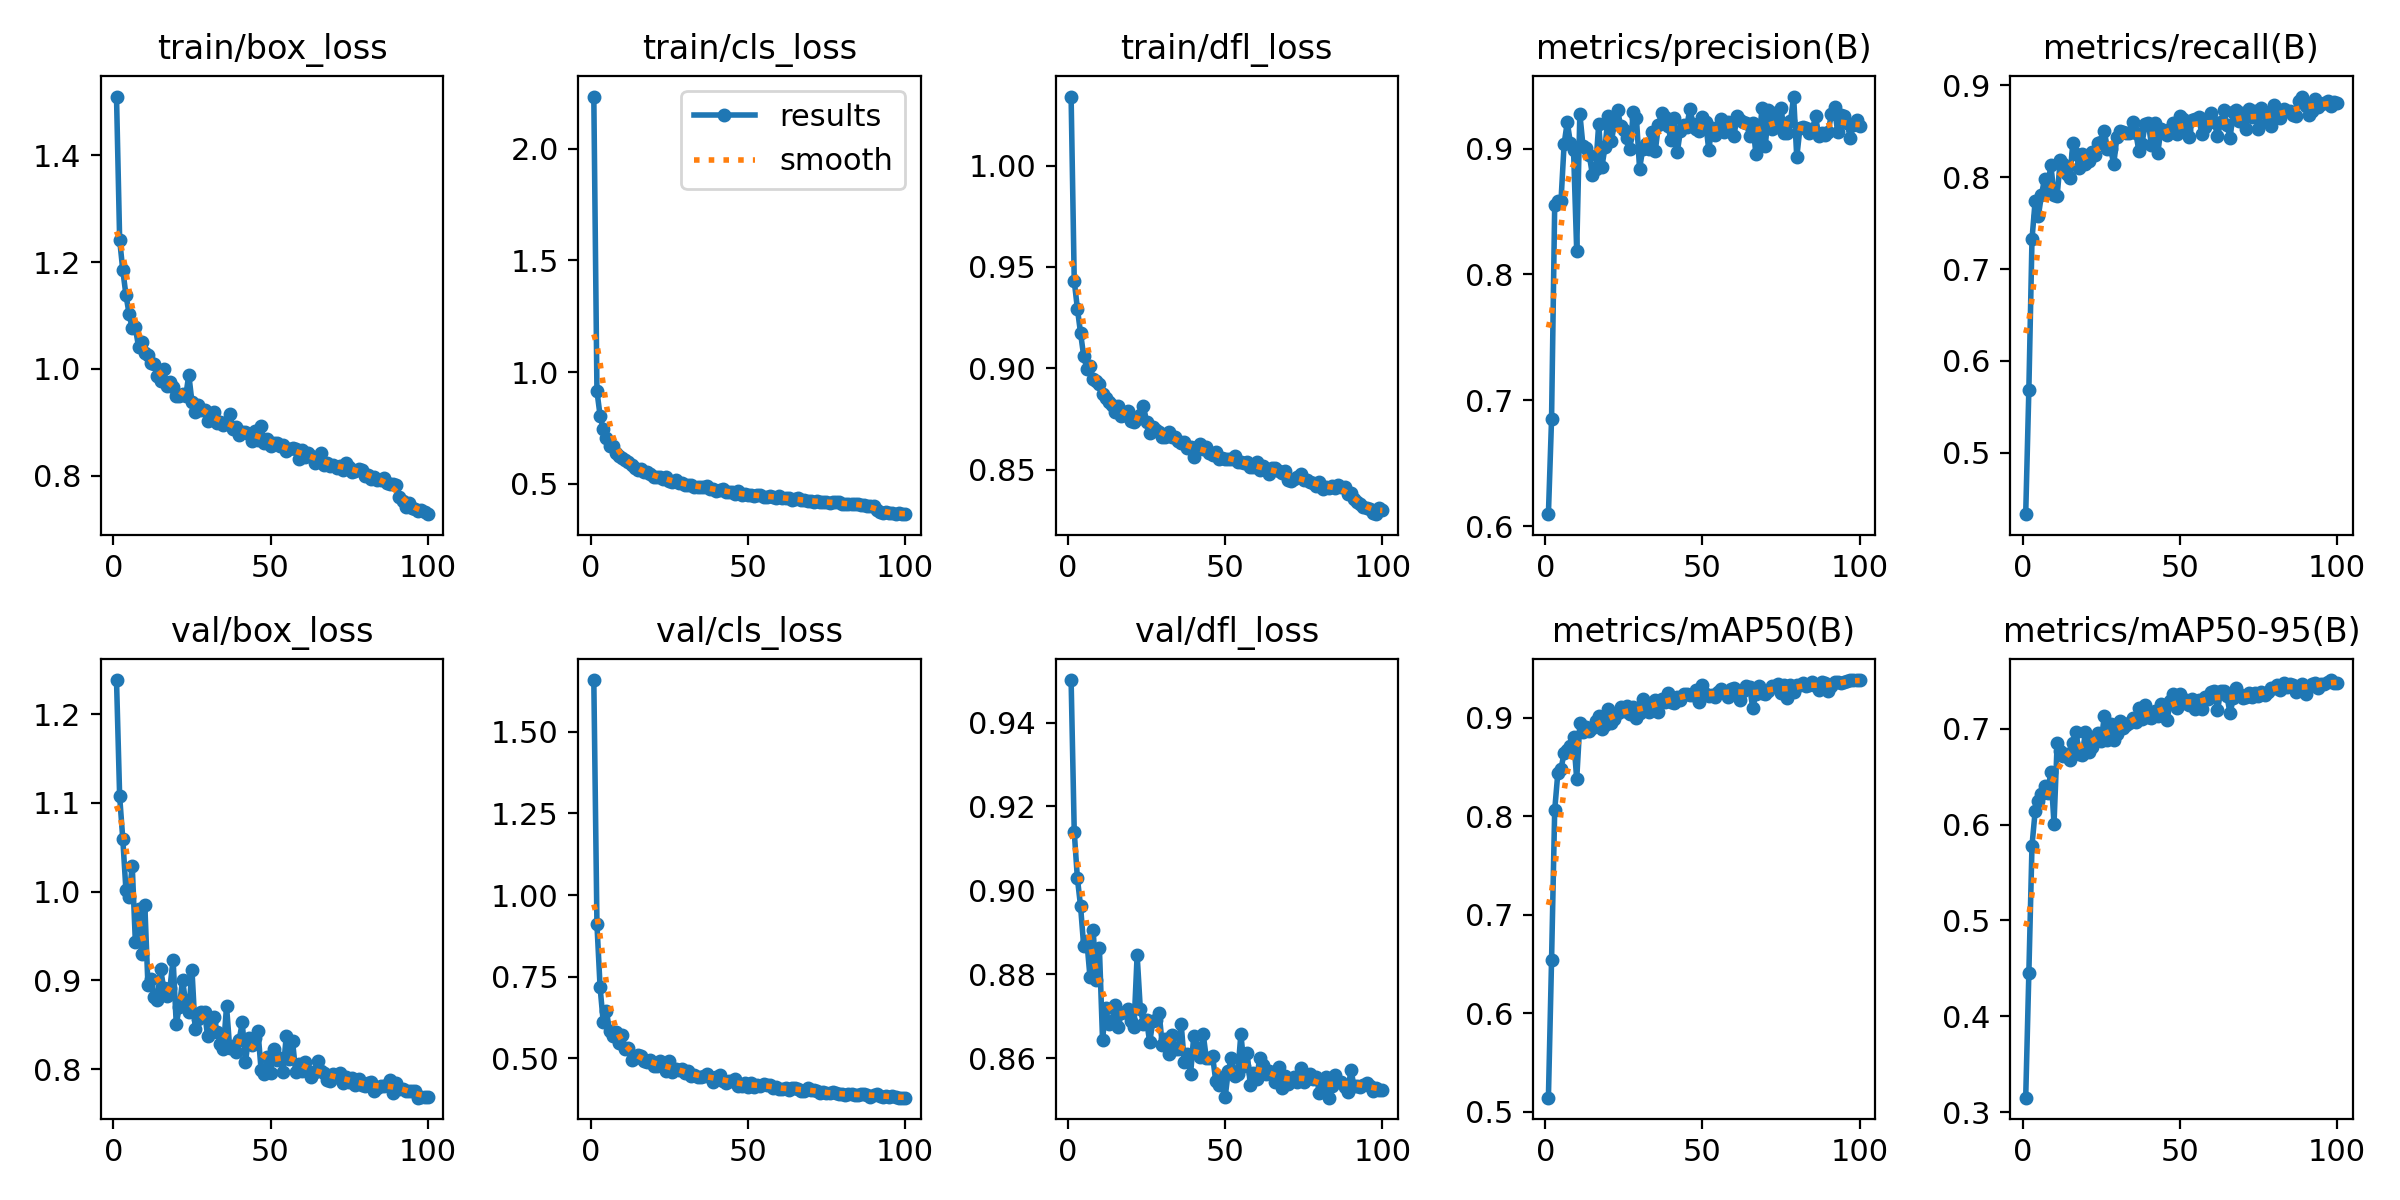 train/box_loss
1.4
1.2
1.0
0.8
0 50 100
train/cls_loss
results
smooth
2.0
1.5
1.0
0.5
0 50 100
train/dfl_loss
1.00
0.95
0.90
0.85
0 50 100
metrics/precision(B)
0.9
0.8
0.7
0.6
0 50 100
metrics/recall(B)
0.9
0.8
0.7
0.6
0.5
0 50 100
val/box_loss
1.2
1.1
1.0
0.9
0.8
0 50 100
val/cls_loss
1.50
1.25
1.00
0.75
0.50
0 50 100
val/dfl_loss
0.94
0.92
0.90
0.88
0.86
0 50 100
metrics/mAP50(B)
0.9
0.8
0.7
0.6
0.5
0 50 100
metrics/mAP50-95(B)
0.7
0.6
0.5
0.4
0.3
0 50 100